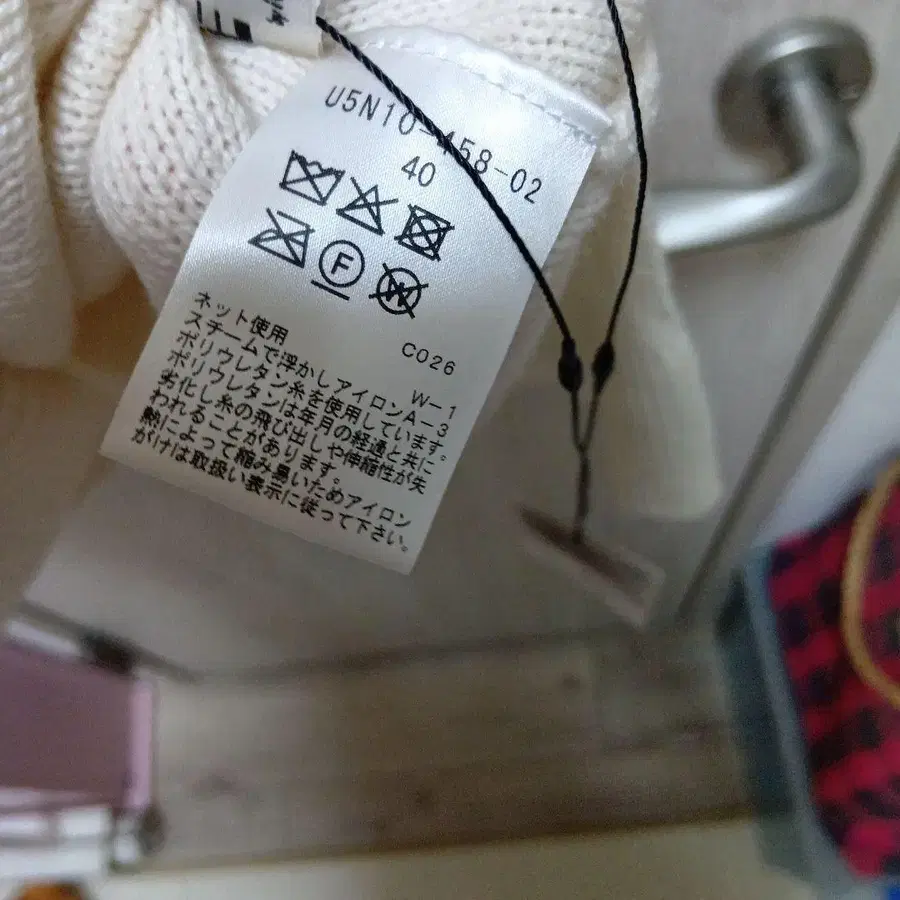 U5N10-458-02
40
F
W
C026
ネット使用 W-1
スチームで浮かしアイロンA-3
ポリウレタン糸を使用しています。
ポリウレタンは年月の経過と共に
劣化し糸の飛び出しや伸縮性が失
われることがあります。
熱によって縮み易いためアイロン
がけは取扱い表示に従って下さい。